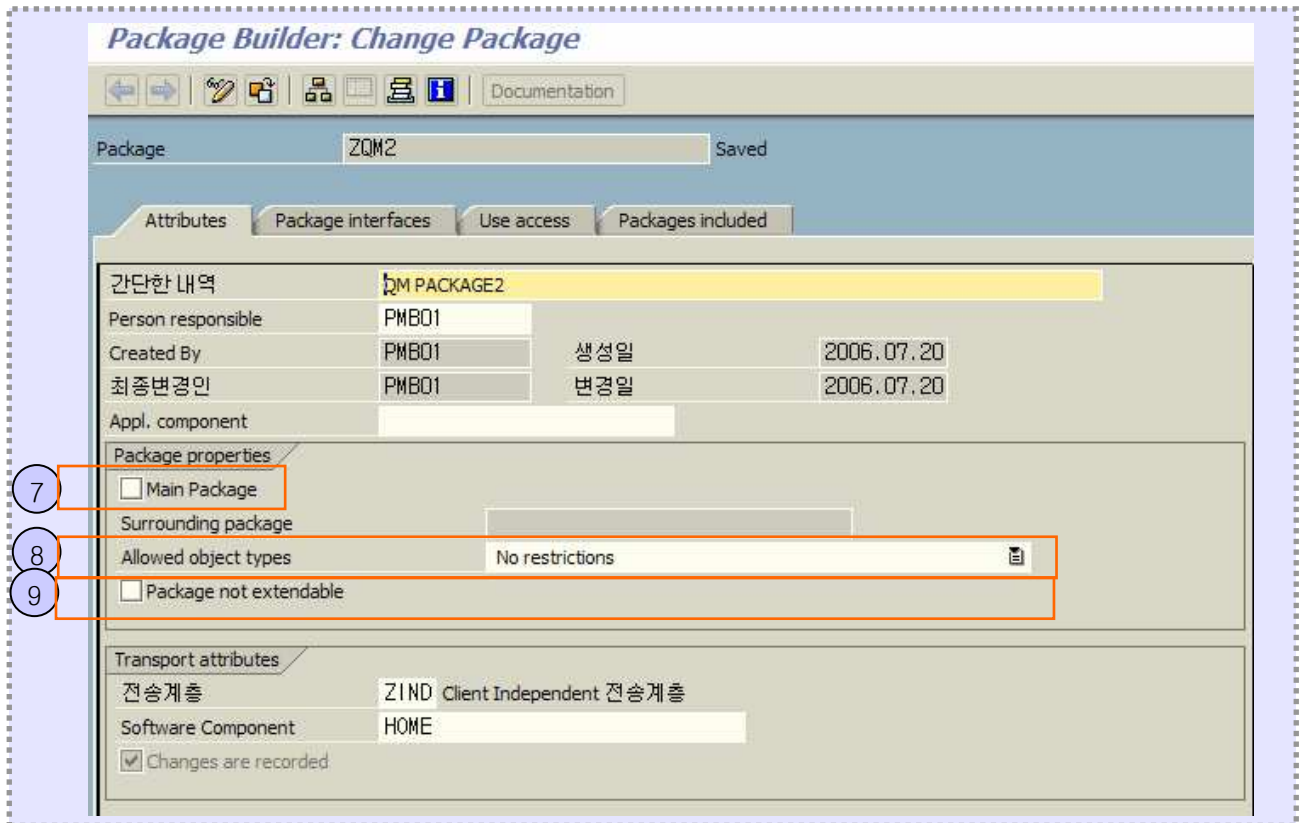 Package Builder: Change Package
Documentation
Package ZQM2 Saved
Attributes Package interfaces Use access Packages included
간단한 내역 QM PACKAGE2
Person responsible PMB01
Created By PMB01 생성일 2006.07.20
최종변경인 PMB01 변경일 2006.07.20
Appl. component
Package properties
7 Main Package
Surrounding package
8 Allowed object types No restrictions
9 Package not extendable
Transport attributes
전송계층 ZIND Client Independent 전송계층
Software Component HOME
Changes are recorded